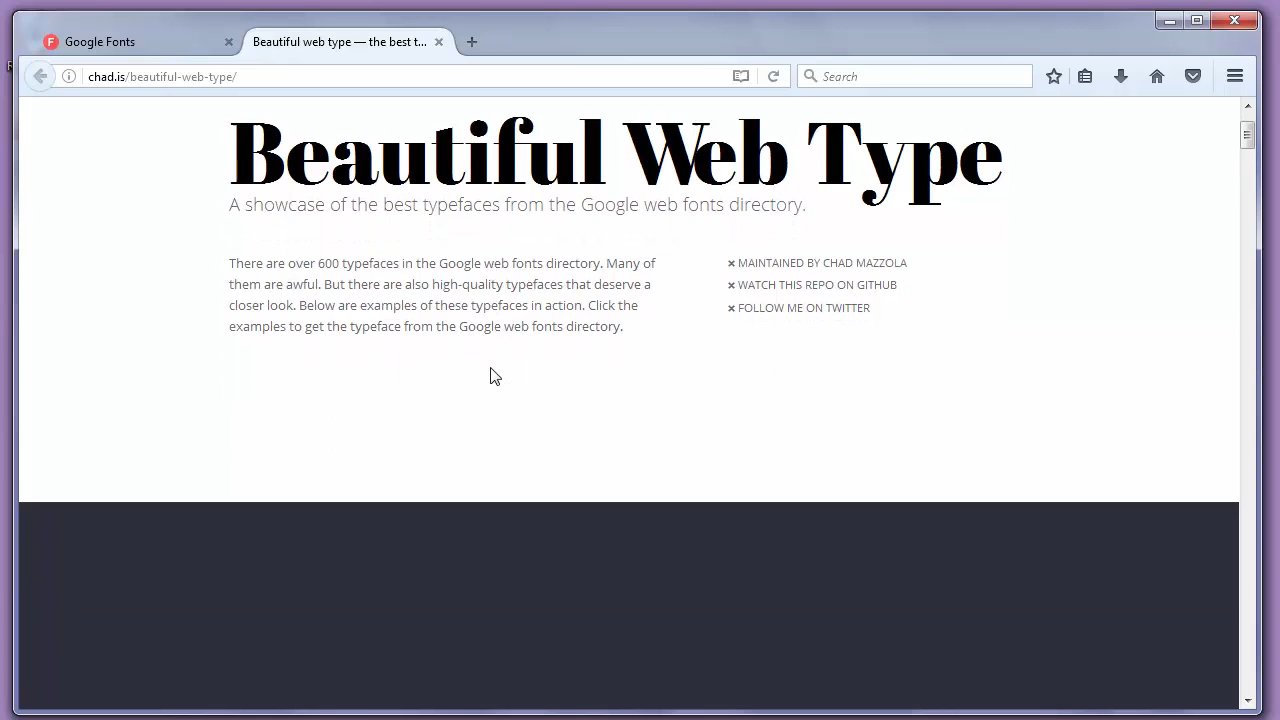 Google Fonts
Beautiful web type — the best t...
chad.is/beautiful-web-type/
Search
Beautiful Web Type
A showcase of the best typefaces from the Google web fonts directory.
There are over 600 typefaces in the Google web fonts directory. Many of
them are awful. But there are also high-quality typefaces that deserve a
closer look. Below are examples of these typefaces in action. Click the
examples to get the typeface from the Google web fonts directory.
MAINTAINED BY CHAD MAZZOLA
WATCH THIS REPO ON GITHUB
FOLLOW ME ON TWITTER